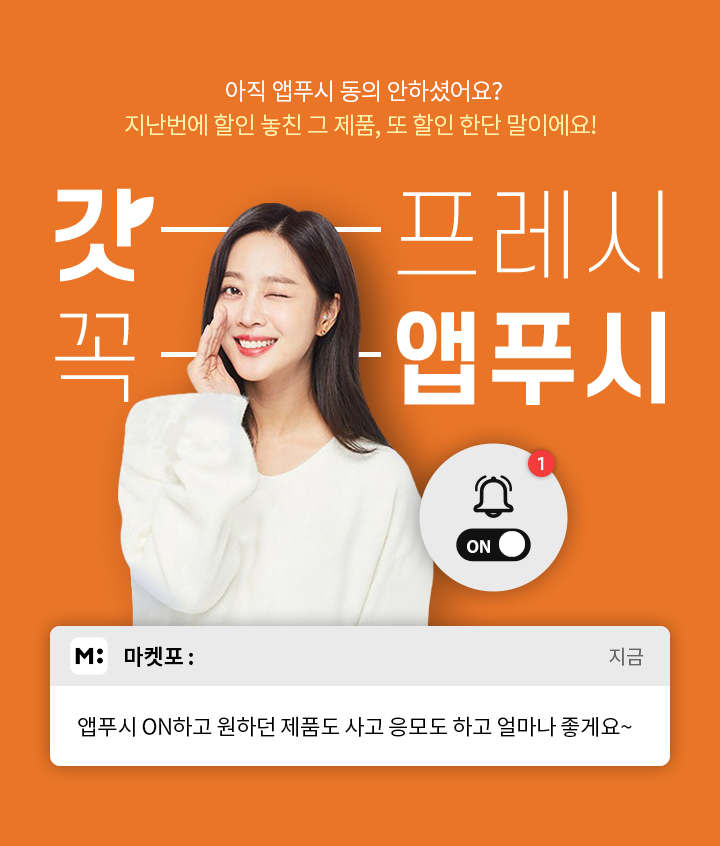 아직 앱푸시 동의 안하셨어요?
지난번에 할인 놓친 그 제품, 또 할인 한단 말이에요!
갓 프레시
꼭 앱푸시
1
ON
M: 마켓포 : 지금
앱푸시 ON하고 원하던 제품도 사고 응모도 하고 얼마나 좋게요~